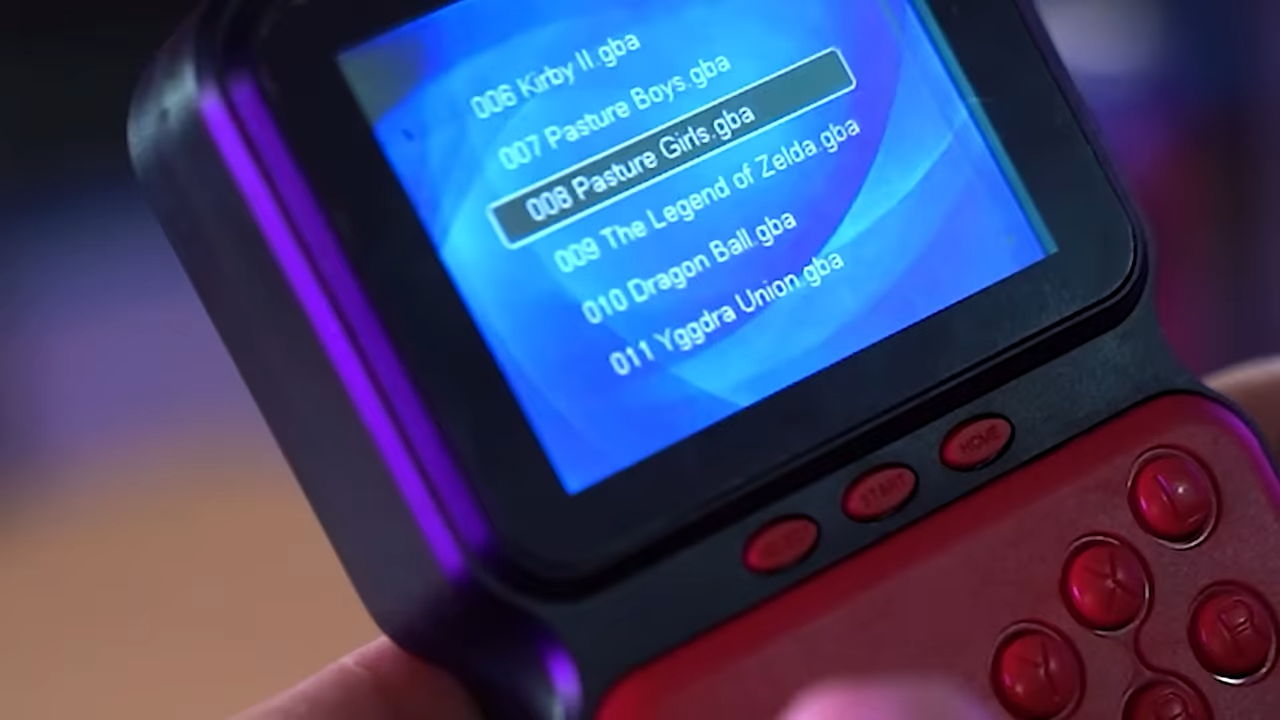 006 Kirby II.gba
007 Pasture Boys.gba
008 Pasture Girls.gba
009 The Legend of Zelda.gba
010 Dragon Ball.gba
011 Yggdra Union.gba
START
HOME